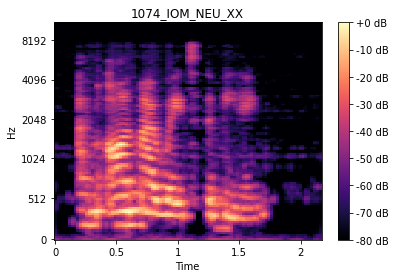 1074_IOM_NEU_XX
+0 dB
8192
-10 dB
4096
-20 dB
-30 dB
2048
Hz
-40 dB
1024
-50 dB
512
-60 dB
-70 dB
0
-80 dB
0
0.5
1
1.5
2
Time